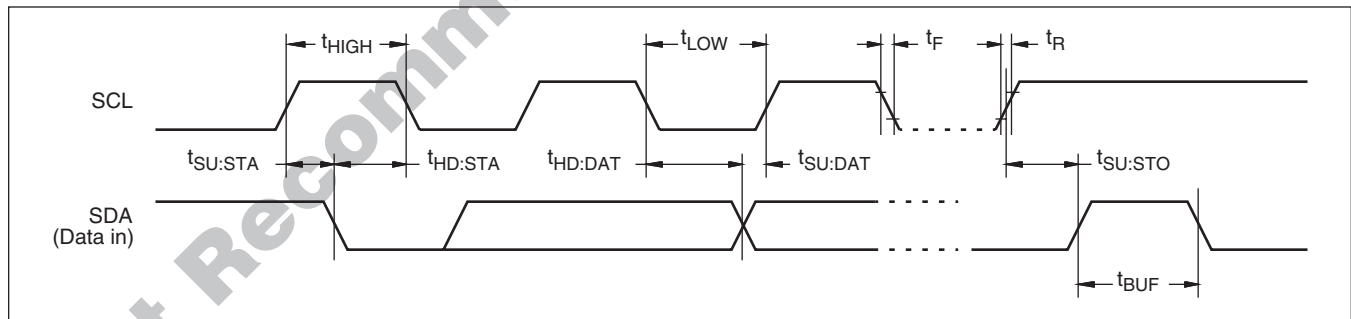 tHIGH tLOW tF tR
SCL
tSU:STA tHD:STA tHD:DAT tSU:DAT tSU:STO
SDA
(Data in)
tBUF
Recomm